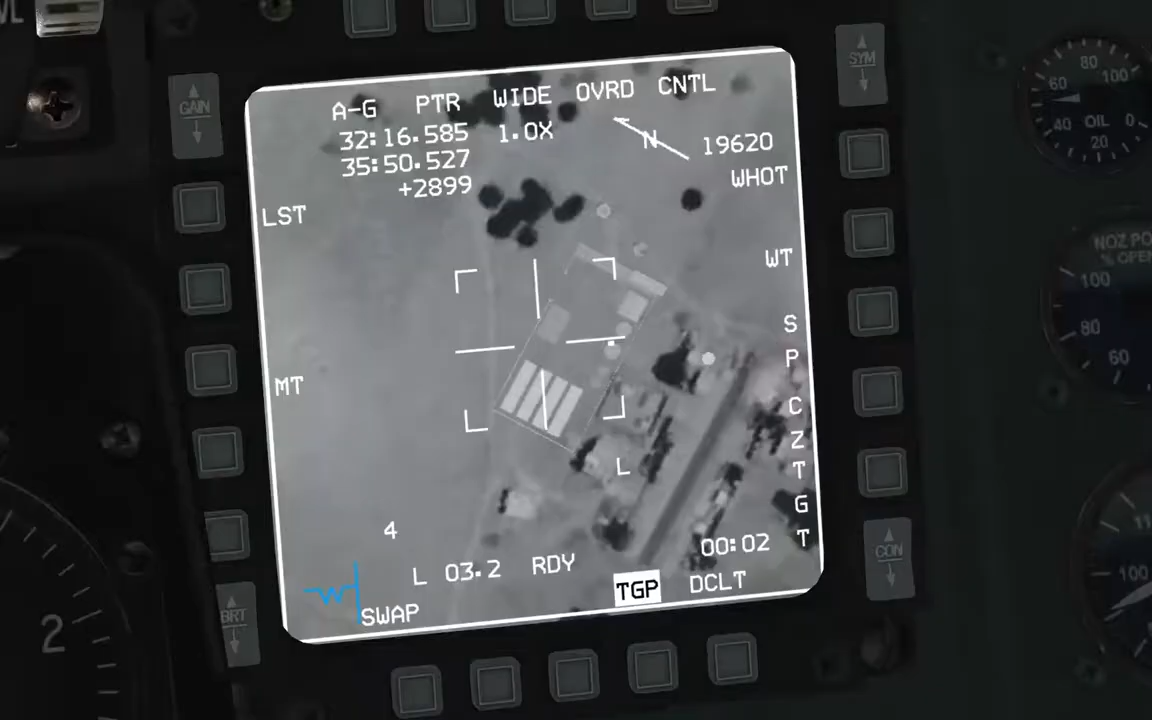 GAIN
SYM
A-G PTR WIDE OVRD CNTL
32:16.585 1.0X N 19620
35:50.527
+2899 WHOT
LST
WT
MT
S
P
C
Z
T
G
T
L
4
00:02
L 03.2 RDY
W
TGP DCLT
SWAP
BRT
CON
80
60 100
40 OIL 0
20
NOZ PO
% OPEN
100
80
60
100
2